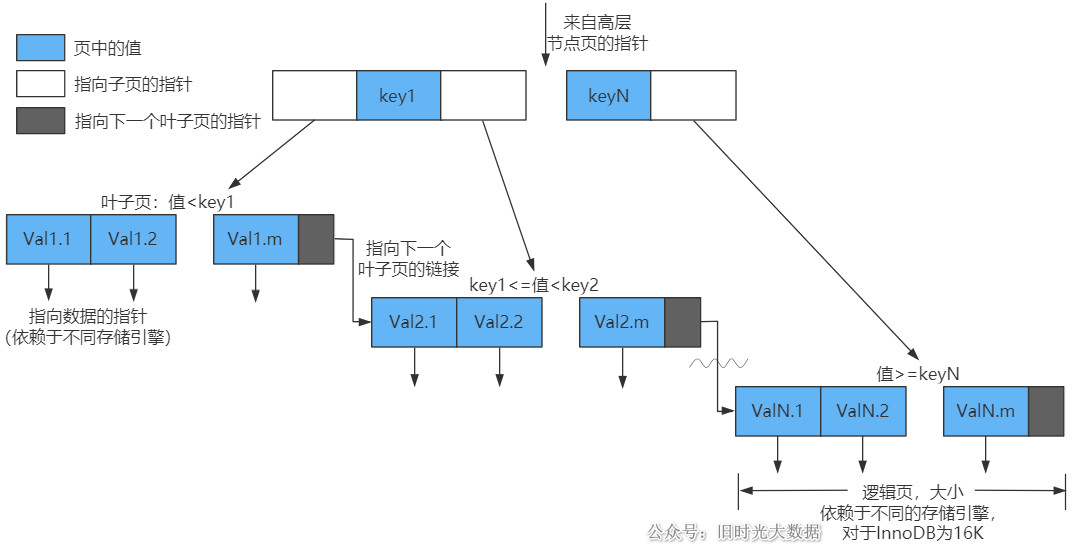 来自高层
节点页的指针
页中的值
指向子页的指针
指向下一个叶子页的指针
key1
keyN
叶子页：值<key1
Val1.1
Val1.2
Val1.m
指向下一个
叶子页的链接
key1<=值<key2
指向数据的指针
(依赖于不同存储引擎)
Val2.1
Val2.2
Val2.m
值>=keyN
ValN.1
ValN.2
ValN.m
逻辑页，大小
依赖于不同的存储引擎，
对于InnoDB为16K
公众号：旧时光大数据